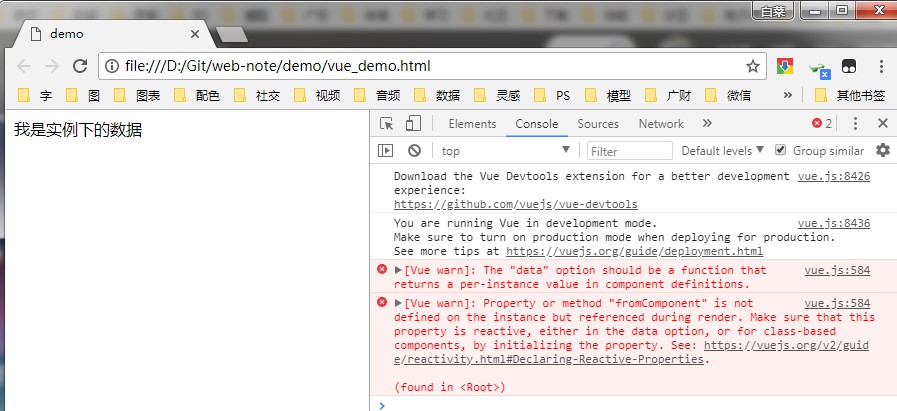 白菜
demo
file:///D:/Git/web-note/demo/vue_demo.html
字 图 图表 配色 社交 视频 音频 数据 灵感 PS 模型 广财 微信 » 其他书签
我是实例下的数据
Elements Console Sources Network » 2
top Filter Default levels Group similar
Download the Vue Devtools extension for a better development vue.js:8426
experience:
https://github.com/vuejs/vue-devtools
You are running Vue in development mode. vue.js:8436
Make sure to turn on production mode when deploying for production.
See more tips at https://vuejs.org/guide/deployment.html
[Vue warn]: The "data" option should be a function that vue.js:584
returns a per-instance value in component definitions.
[Vue warn]: Property or method "fromComponent" is not vue.js:584
defined on the instance but referenced during render. Make sure that this
property is reactive, either in the data option, or for class-based
components, by initializing the property. See: https://vuejs.org/v2/guid
e/reactivity.html#Declaring-Reactive-Properties.
(found in <Root>)